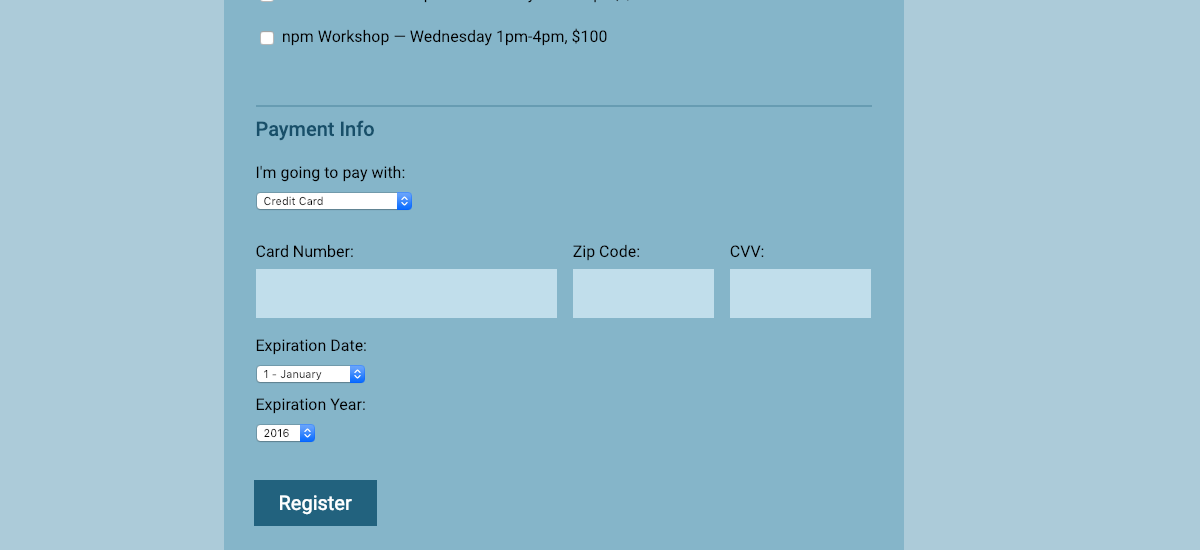 npm Workshop — Wednesday 1pm-4pm, $100
Payment Info
I'm going to pay with:
Credit Card
Card Number: Zip Code: CVV:
Expiration Date:
1 - January
Expiration Year:
2016
Register